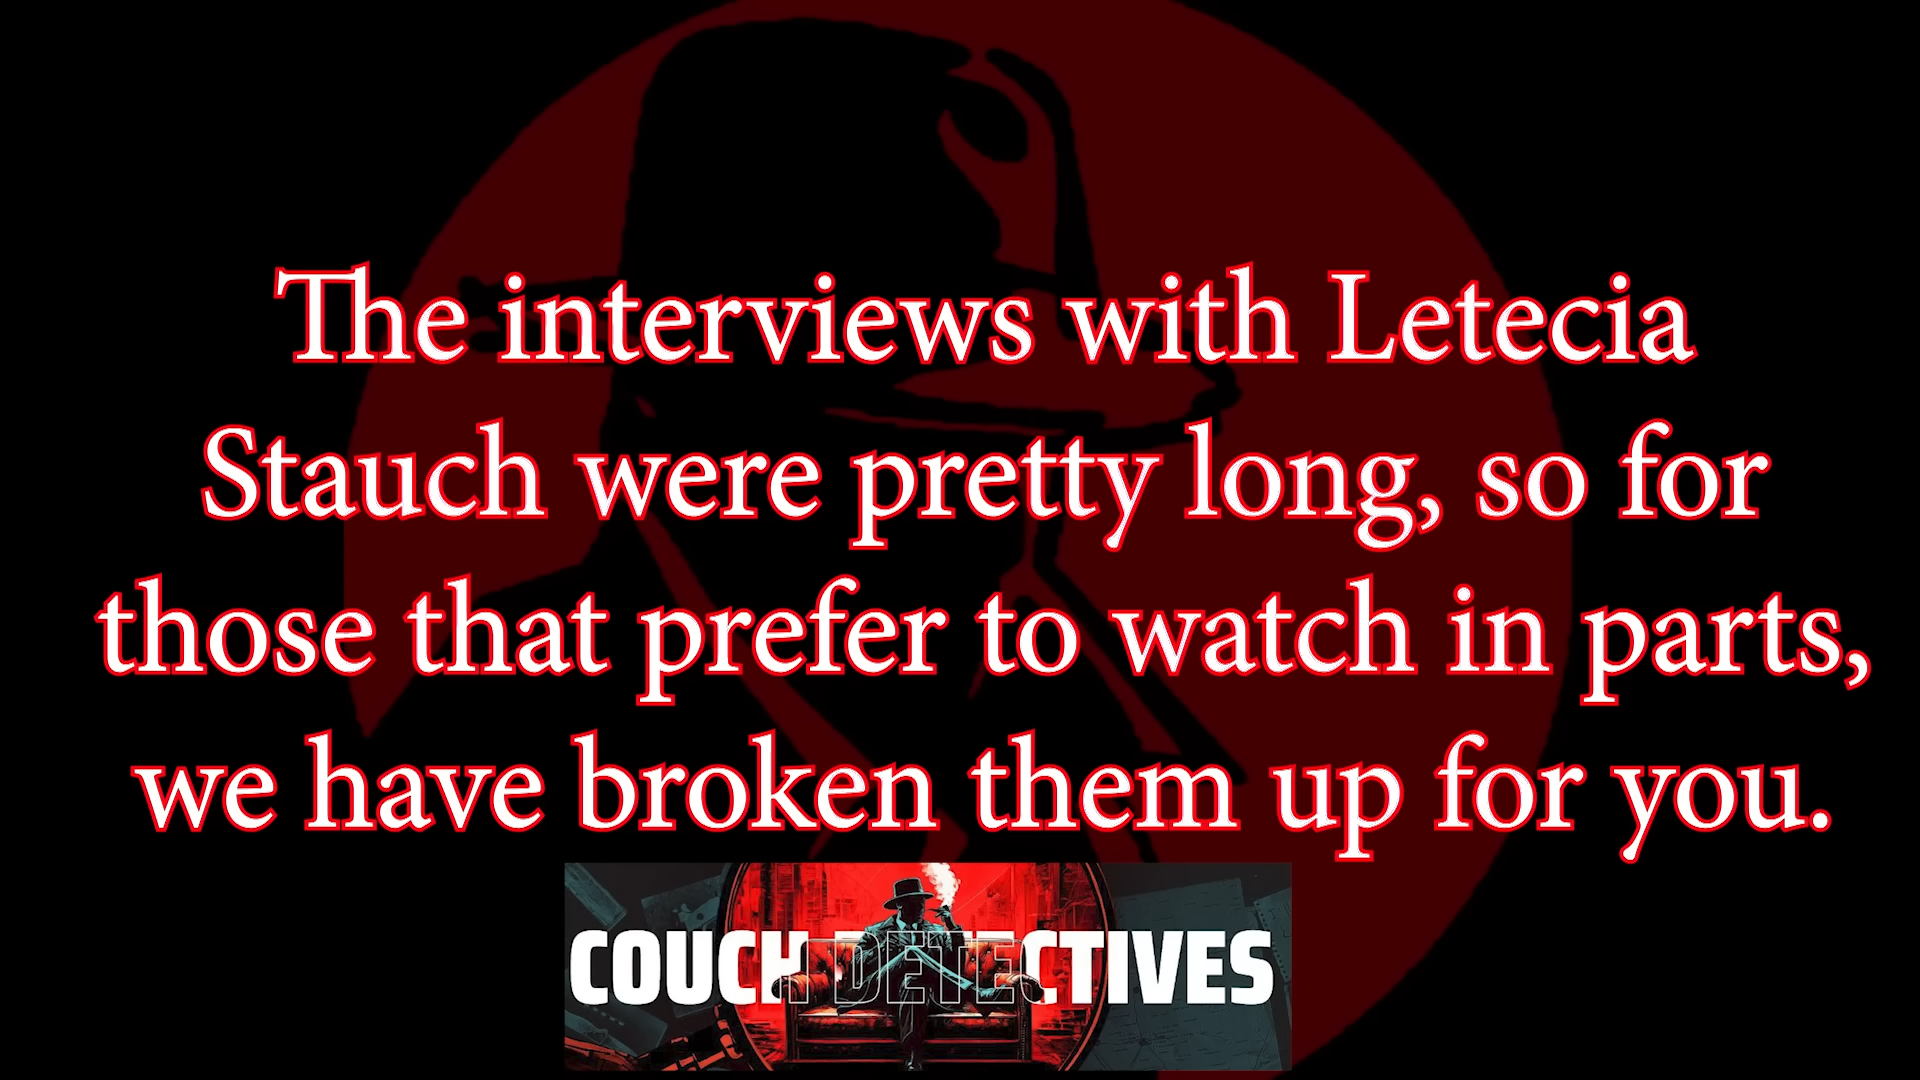 The interviews with Letecia
Stauch were pretty long, so for
those that prefer to watch in parts,
we have broken them up for you.
COUCH DETECTIVES